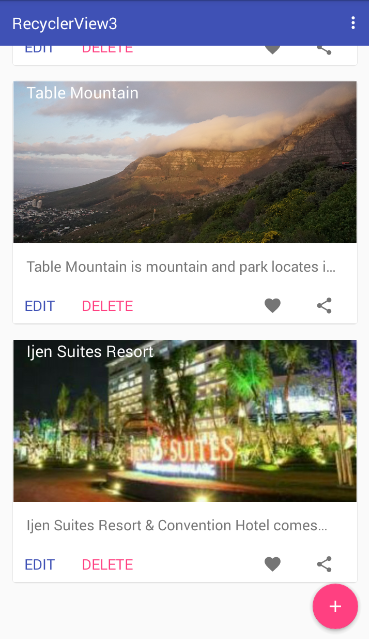 RecyclerView3
EDIT DELETE
Table Mountain
Table Mountain is mountain and park locates i...
EDIT DELETE
Ijen Suites Resort
SUITES
Ijen Suites Resort & Convention Hotel comes...
EDIT DELETE